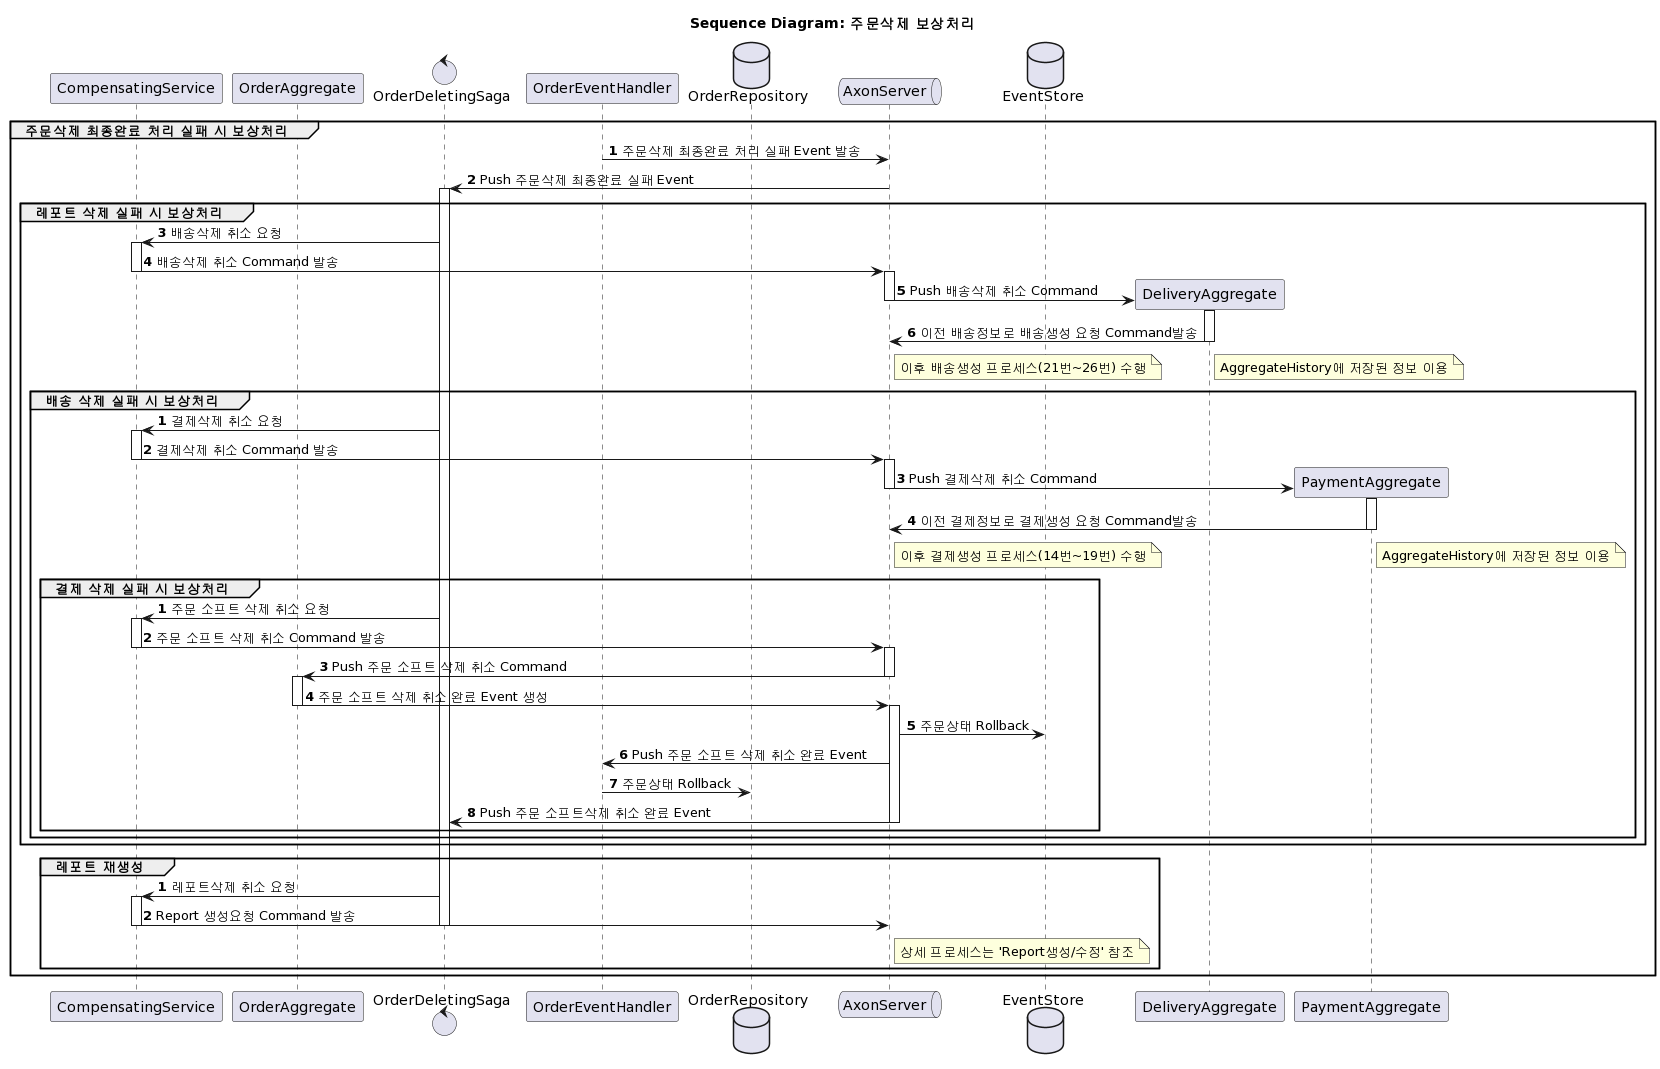 Sequence Diagram: 주문삭제 보상처리
CompensatingService
OrderAggregate
OrderDeletingSaga
OrderEventHandler
OrderRepository
AxonServer
EventStore
주문삭제 최종완료 처리 실패 시 보상처리
1 주문삭제 최종완료 처리 실패 Event 발송
2 Push 주문삭제 최종완료 실패 Event
레포트 삭제 실패 시 보상처리
3 배송삭제 취소 요청
4 배송삭제 취소 Command 발송
5 Push 배송삭제 취소 Command
DeliveryAggregate
6 이전 배송정보로 배송생성 요청 Command발송
이후 배송생성 프로세스(21번~26번) 수행
AggregateHistory에 저장된 정보 이용
배송 삭제 실패 시 보상처리
1 결제삭제 취소 요청
2 결제삭제 취소 Command 발송
3 Push 결제삭제 취소 Command
PaymentAggregate
4 이전 결제정보로 결제생성 요청 Command발송
이후 결제생성 프로세스(14번~19번) 수행
AggregateHistory에 저장된 정보 이용
결제 삭제 실패 시 보상처리
1 주문 소프트 삭제 취소 요청
2 주문 소프트 삭제 취소 Command 발송
3 Push 주문 소프트 삭제 취소 Command
4 주문 소프트 삭제 취소 완료 Event 생성
5 주문상태 Rollback
6 Push 주문 소프트 삭제 취소 완료 Event
7 주문상태 Rollback
8 Push 주문 소프트삭제 취소 완료 Event
레포트 재생성
1 레포트삭제 취소 요청
2 Report 생성요청 Command 발송
상세 프로세스는 'Report생성/수정' 참조
CompensatingService
OrderAggregate
OrderDeletingSaga
OrderEventHandler
OrderRepository
AxonServer
EventStore
DeliveryAggregate
PaymentAggregate